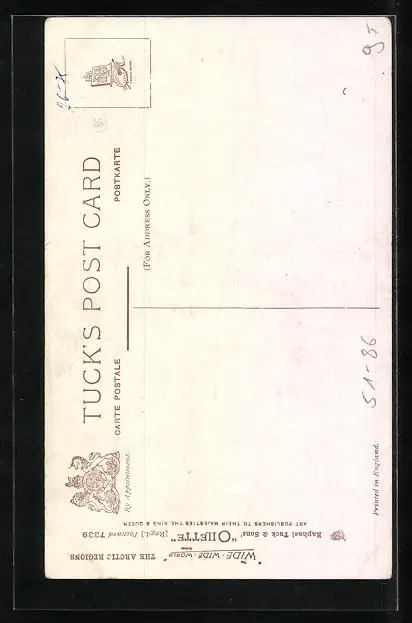 TUCK'S POST CARD
CARTE POSTALE
POSTKARTE
(FOR ADDRESS ONLY.)
By Appointment.
Raphael Tuck & Sons'
ART PUBLISHERS TO THEIR MAJESTIES THE KING & QUEEN
"OILETTE" [Regd.] Postcard 7339
"WIDE-WIDE-WORLD" THE ARCTIC REGIONS
Printed in England.
51-86